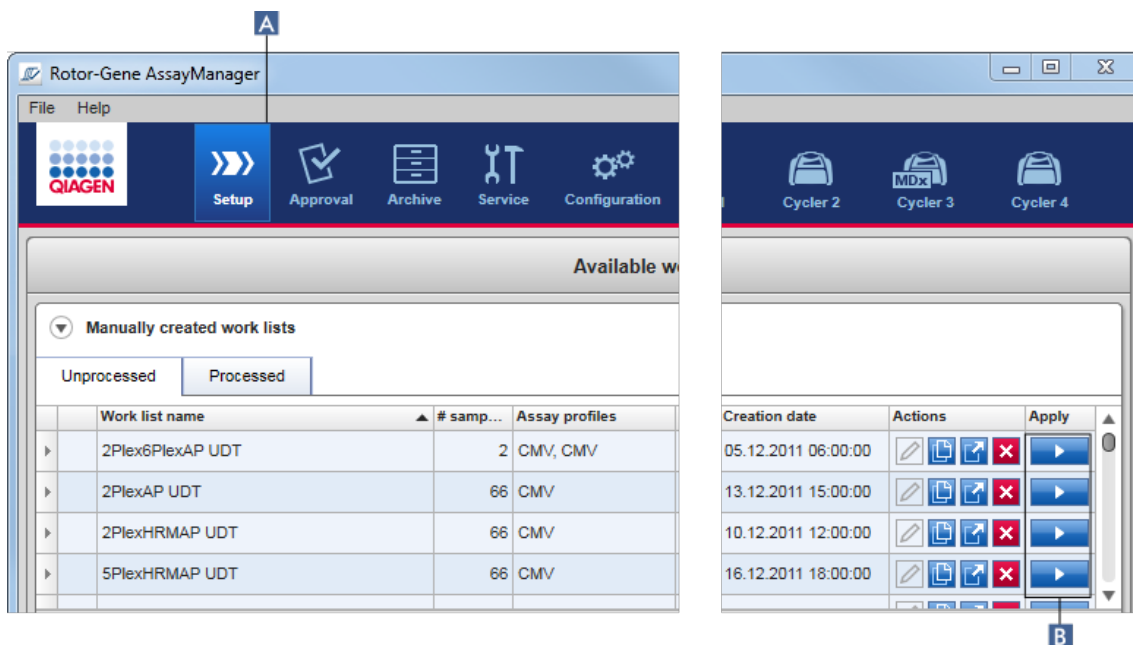 A
Rotor-Gene AssayManager
File Help
QIAGEN
Setup Approval Archive Service Configuration Cycler 2 MDx Cycler 3 Cycler 4
Available w
Manually created work lists
Unprocessed Processed
Work list name # samp... Assay profiles Creation date Actions Apply
2Plex6PlexAP UDT 2 CMV, CMV 05.12.2011 06:00:00
2PlexAP UDT 66 CMV 13.12.2011 15:00:00
2PlexHRMAP UDT 66 CMV 10.12.2011 12:00:00
5PlexHRMAP UDT 66 CMV 16.12.2011 18:00:00
B